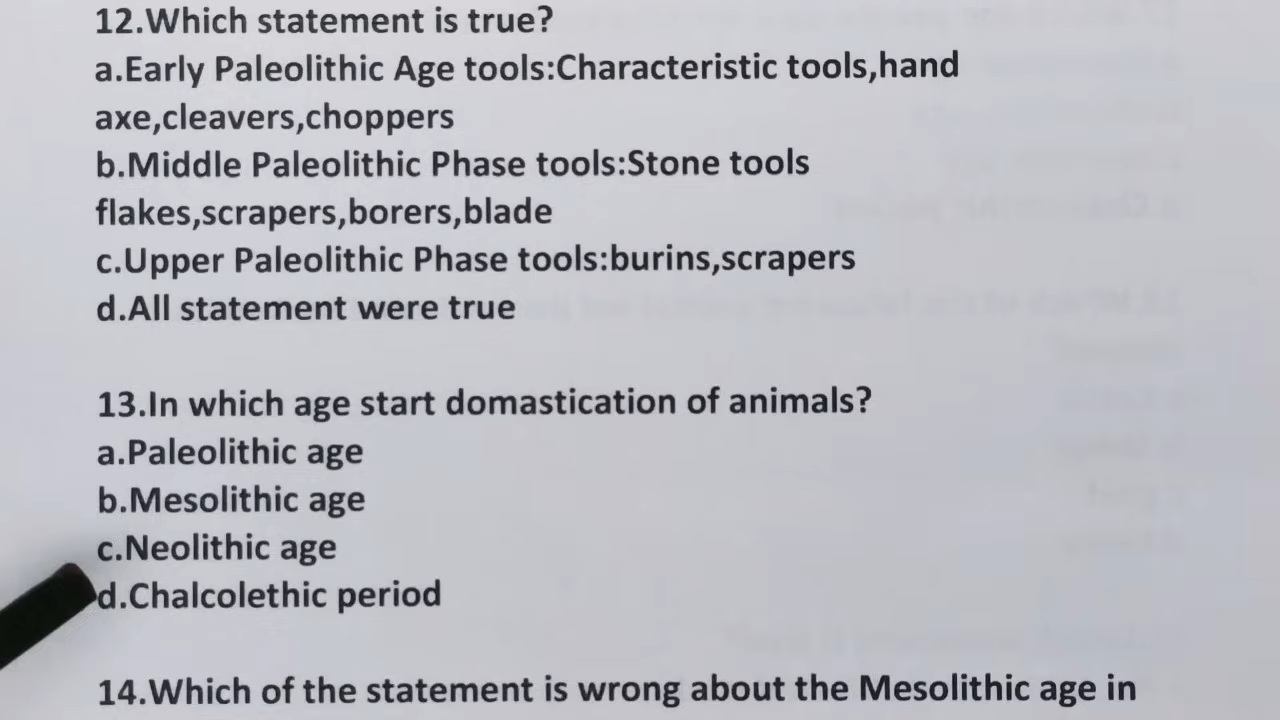 12.Which statement is true?
a.Early Paleolithic Age tools:Characteristic tools,hand
axe,cleavers,choppers
b.Middle Paleolithic Phase tools:Stone tools
flakes,scrapers,borers,blade
c.Upper Paleolithic Phase tools:burins,scrapers
d.All statement were true
13.In which age start domastication of animals?
a.Paleolithic age
b.Mesolithic age
c.Neolithic age
d.Chalcolethic period
14.Which of the statement is wrong about the Mesolithic age in